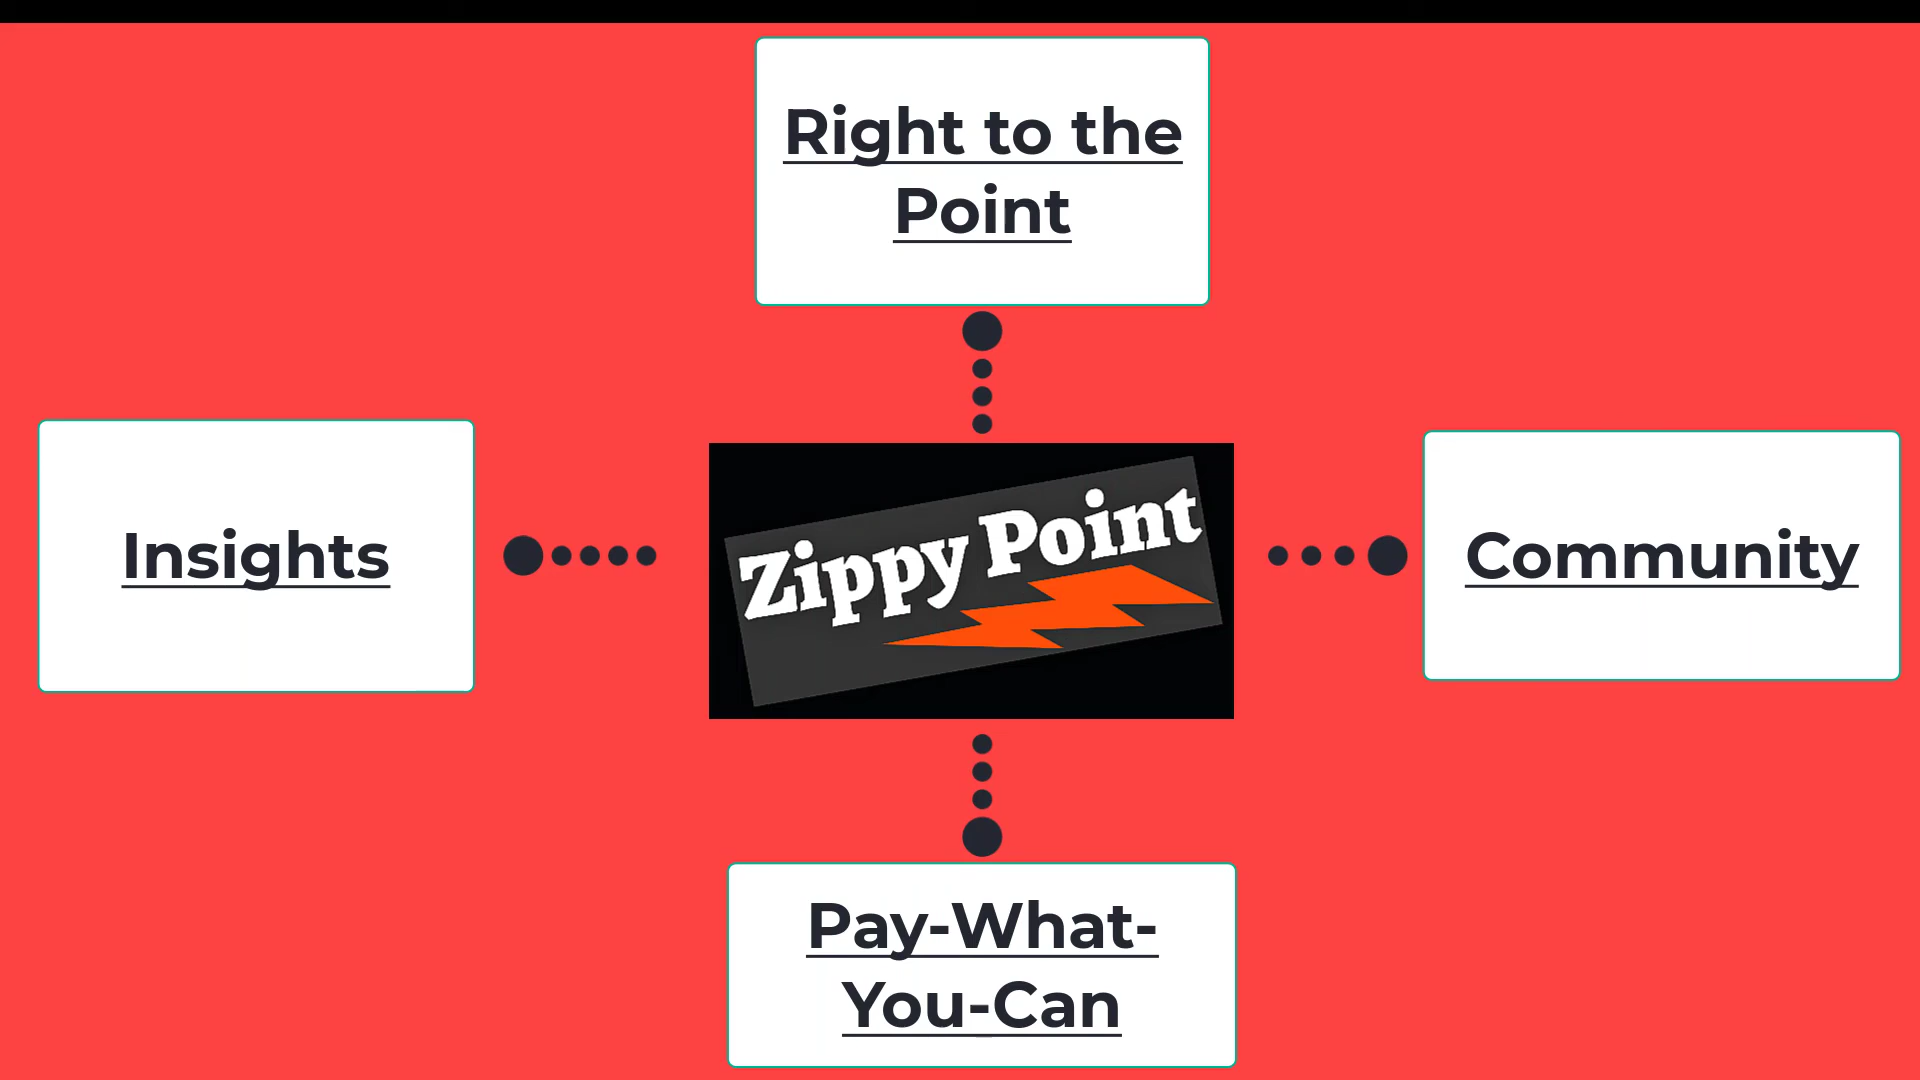 Right to the
Point
Insights
Zippy Point
Community
Pay-What-
You-Can